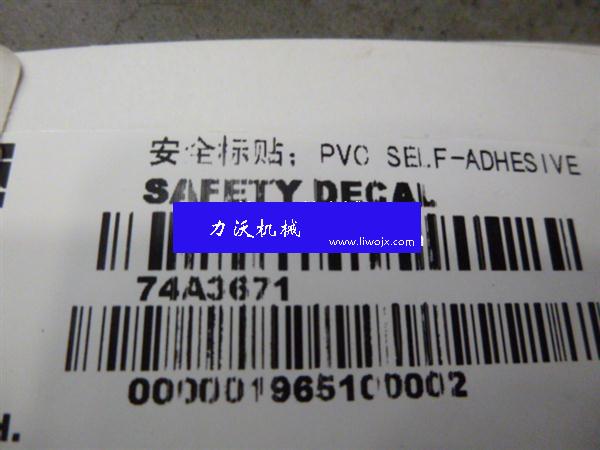 安全标贴; PVC SELF-ADHESIVE
SAFETY DECAL
力沃机械
www.liwojx.com
74A3671
000001965100002
H.